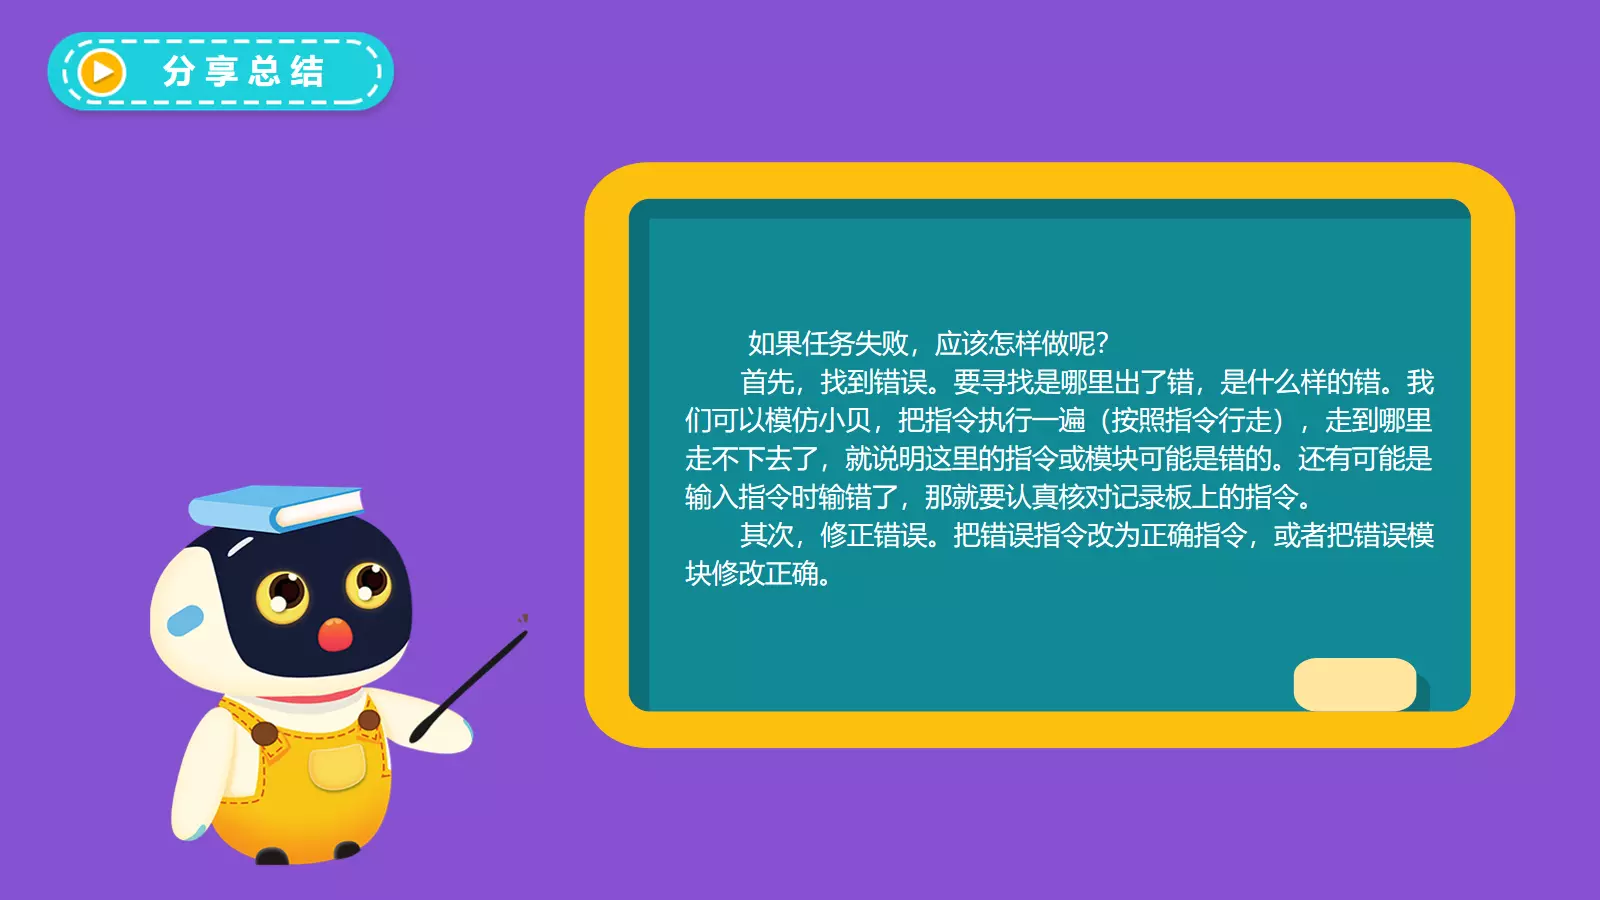 分享总结
如果任务失败，应该怎样做呢？
首先，找到错误。要寻找是哪里出了错，是什么样的错。我
们可以模仿小贝，把指令执行一遍（按照指令行走），走到哪里
走不下去了，就说明这里的指令或模块可能是错的。还有可能是
输入指令时输错了，那就要认真核对记录板上的指令。
其次，修正错误。把错误指令改为正确指令，或者把错误模
块修改正确。